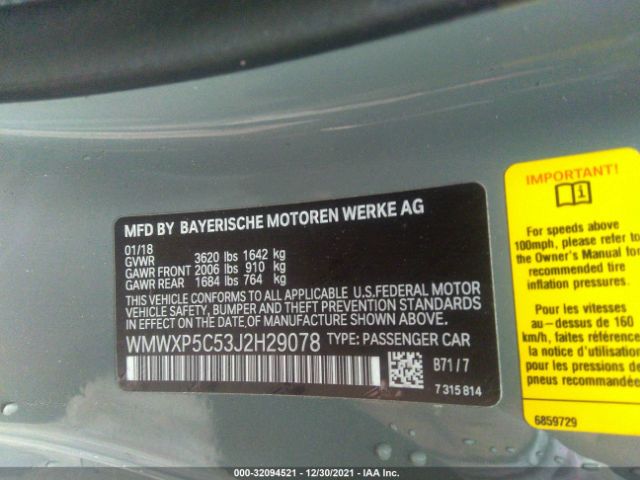 MFD BY BAYERISCHE MOTOREN WERKE AG
01/18
GVWR 3620 lbs 1642 kg
GAWR FRONT 2006 lbs 910 kg
GAWR REAR 1684 lbs 764 kg
THIS VEHICLE CONFORMS TO ALL APPLICABLE U.S.FEDERAL MOTOR
VEHICLE SAFETY, BUMPER AND THEFT PREVENTION STANDARDS
IN EFFECT ON THE DATE OF MANUFACTURE SHOWN ABOVE.
WMWXP5C53J2H29078 TYPE: PASSENGER CAR
B71/7
7 315 814
IMPORTANT!
For speeds above
100mph, please refer to
the Owner's Manual for
recommended tire
inflation pressures.
Pour les vitesses
au-dessus de 160
km/h, faites référence
à la notice d'utilisation
pour les pressions de
pneus recommandées.
6859729
000-32094521 - 12/30/2021 - IAA Inc.